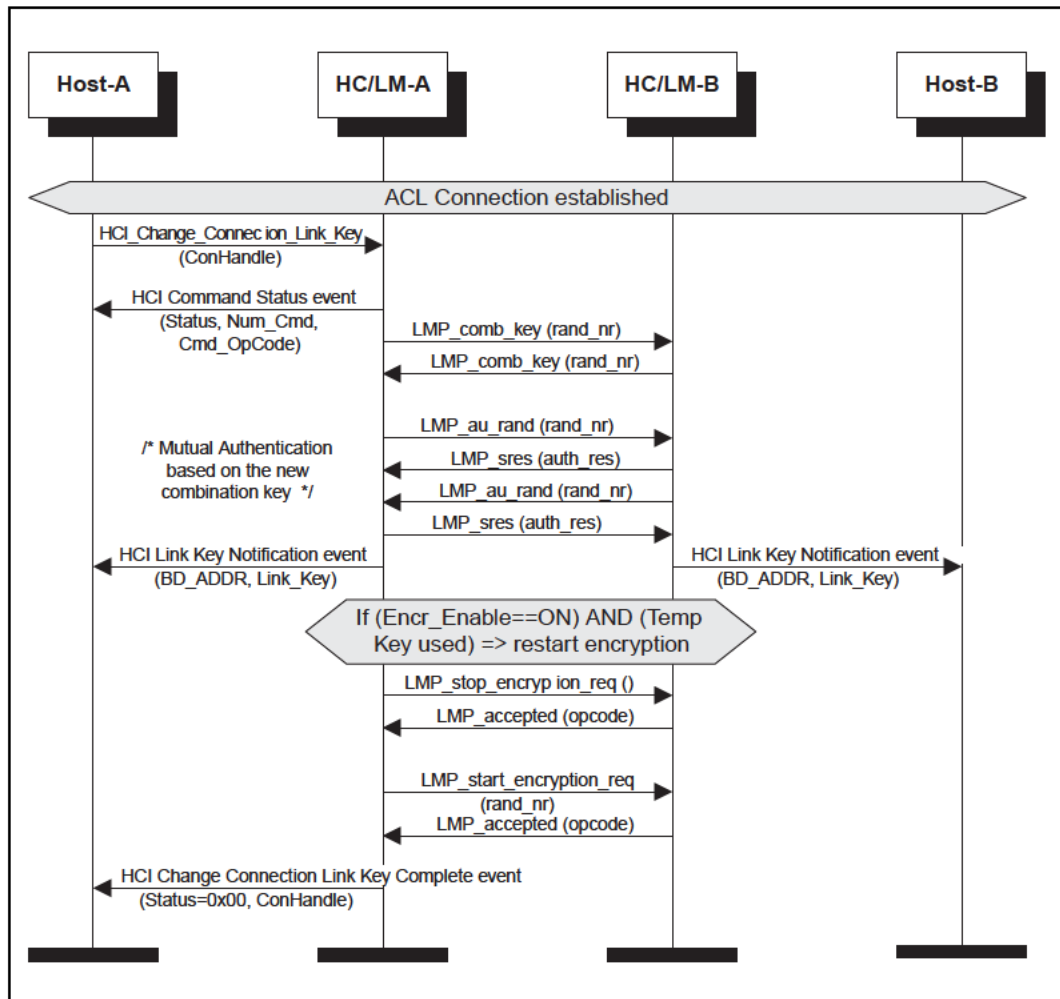 Host-A HC/LM-A HC/LM-B Host-B
ACL Connection established
HCI_Change_Connec ion_Link_Key
(ConHandle)
HCI Command Status event
(Status, Num_Cmd,
Cmd_OpCode)
LMP_comb_key (rand_nr)
LMP_comb_key (rand_nr)
LMP_au_rand (rand_nr)
/* Mutual Authentication
based on the new
combination key */
LMP_sres (auth_res)
LMP_au_rand (rand_nr)
LMP_sres (auth_res)
HCI Link Key Notification event
(BD_ADDR, Link_Key)
HCI Link Key Notification event
(BD_ADDR, Link_Key)
If (Encr_Enable==ON) AND (Temp
Key used) => restart encryption
LMP_stop_encryp ion_req ()
LMP_accepted (opcode)
LMP_start_encryption_req
(rand_nr)
LMP_accepted (opcode)
HCI Change Connection Link Key Complete event
(Status=0x00, ConHandle)